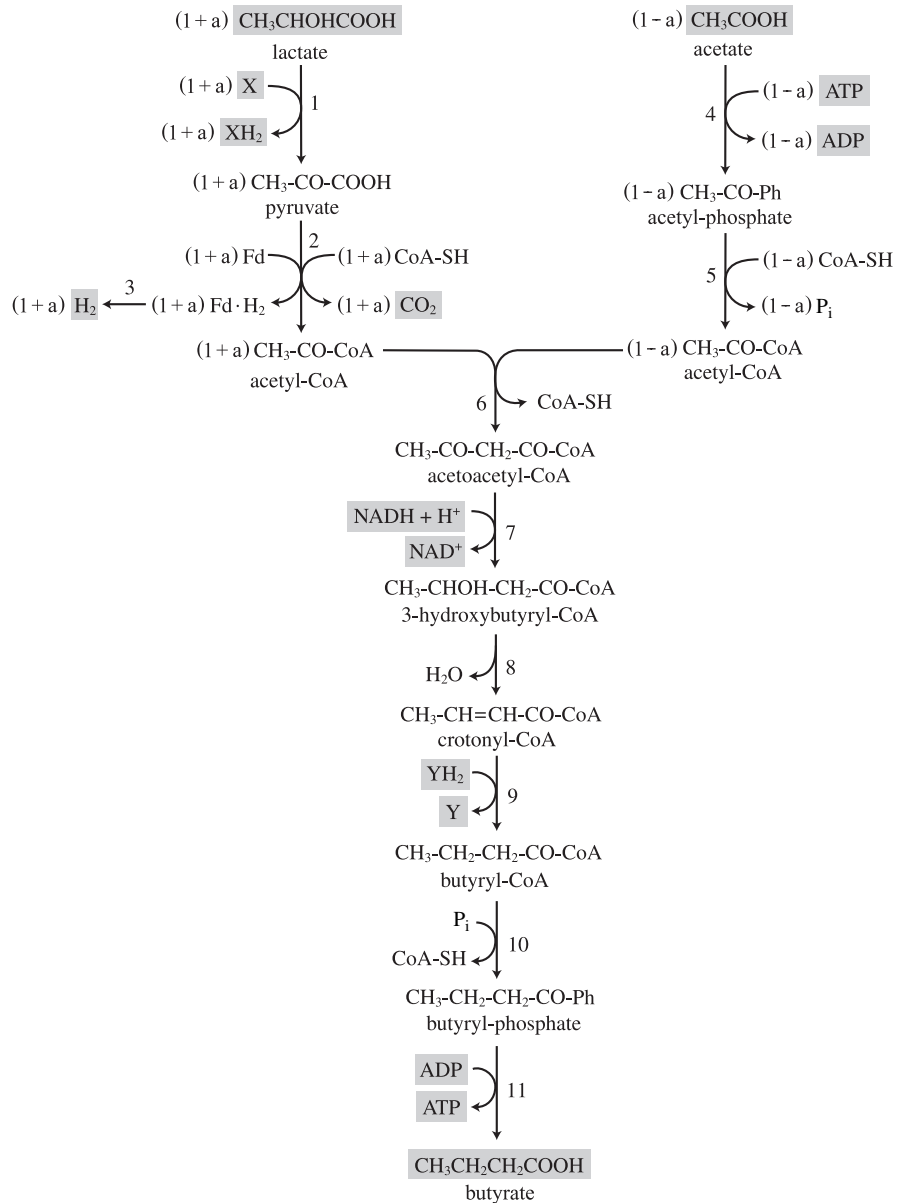 (1+a) CH₃CHOHCOOH
lactate
(1−a) CH₃COOH
acetate
(1+a) X
1
(1+a) XH₂
(1−a) ATP
4
(1−a) ADP
(1+a) CH₃-CO-COOH
pyruvate
(1−a) CH₃-CO-Ph
acetyl-phosphate
2
(1+a) Fd
(1+a) CoA-SH
(1+a) H₂
3
(1+a) Fd·H₂
(1+a) CO₂
(1−a) CoA-SH
5
(1−a) Pᵢ
(1+a) CH₃-CO-CoA
acetyl-CoA
(1−a) CH₃-CO-CoA
acetyl-CoA
6
CoA-SH
CH₃-CO-CH₂-CO-CoA
acetoacetyl-CoA
NADH + H⁺
7
NAD⁺
CH₃-CHOH-CH₂-CO-CoA
3-hydroxybutyryl-CoA
H₂O
8
CH₃-CH=CH-CO-CoA
crotonyl-CoA
YH₂
9
Y
CH₃-CH₂-CH₂-CO-CoA
butyryl-CoA
Pᵢ
10
CoA-SH
CH₃-CH₂-CH₂-CO-Ph
butyryl-phosphate
ADP
11
ATP
CH₃CH₂CH₂COOH
butyrate